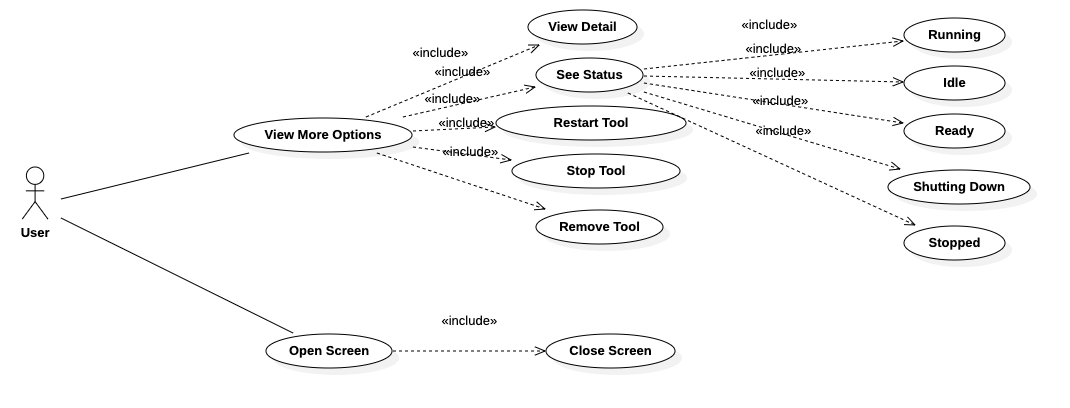 View Detail
«include»
Running
«include»
«include»
«include»
See Status
«include»
Idle
«include»
«include»
Restart Tool
«include»
View More Options
«include»
Ready
«include»
Stop Tool
Shutting Down
Remove Tool
User
Stopped
«include»
Open Screen
Close Screen